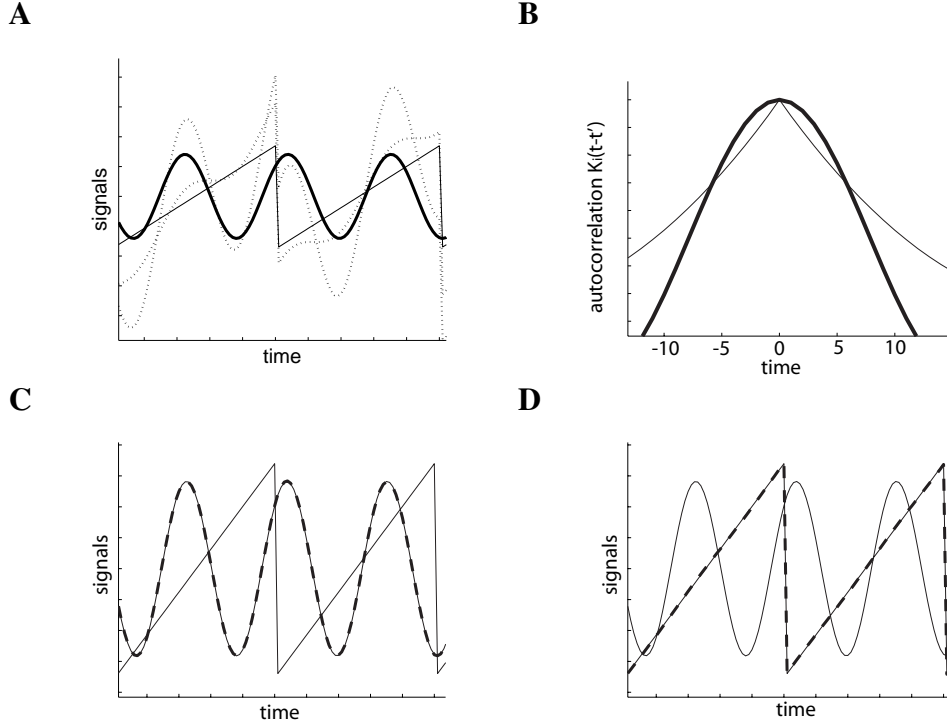 A
signals
time
B
autocorrelation Ki(t-t')
-10 -5 0 5 10
time
C
signals
time
D
signals
time